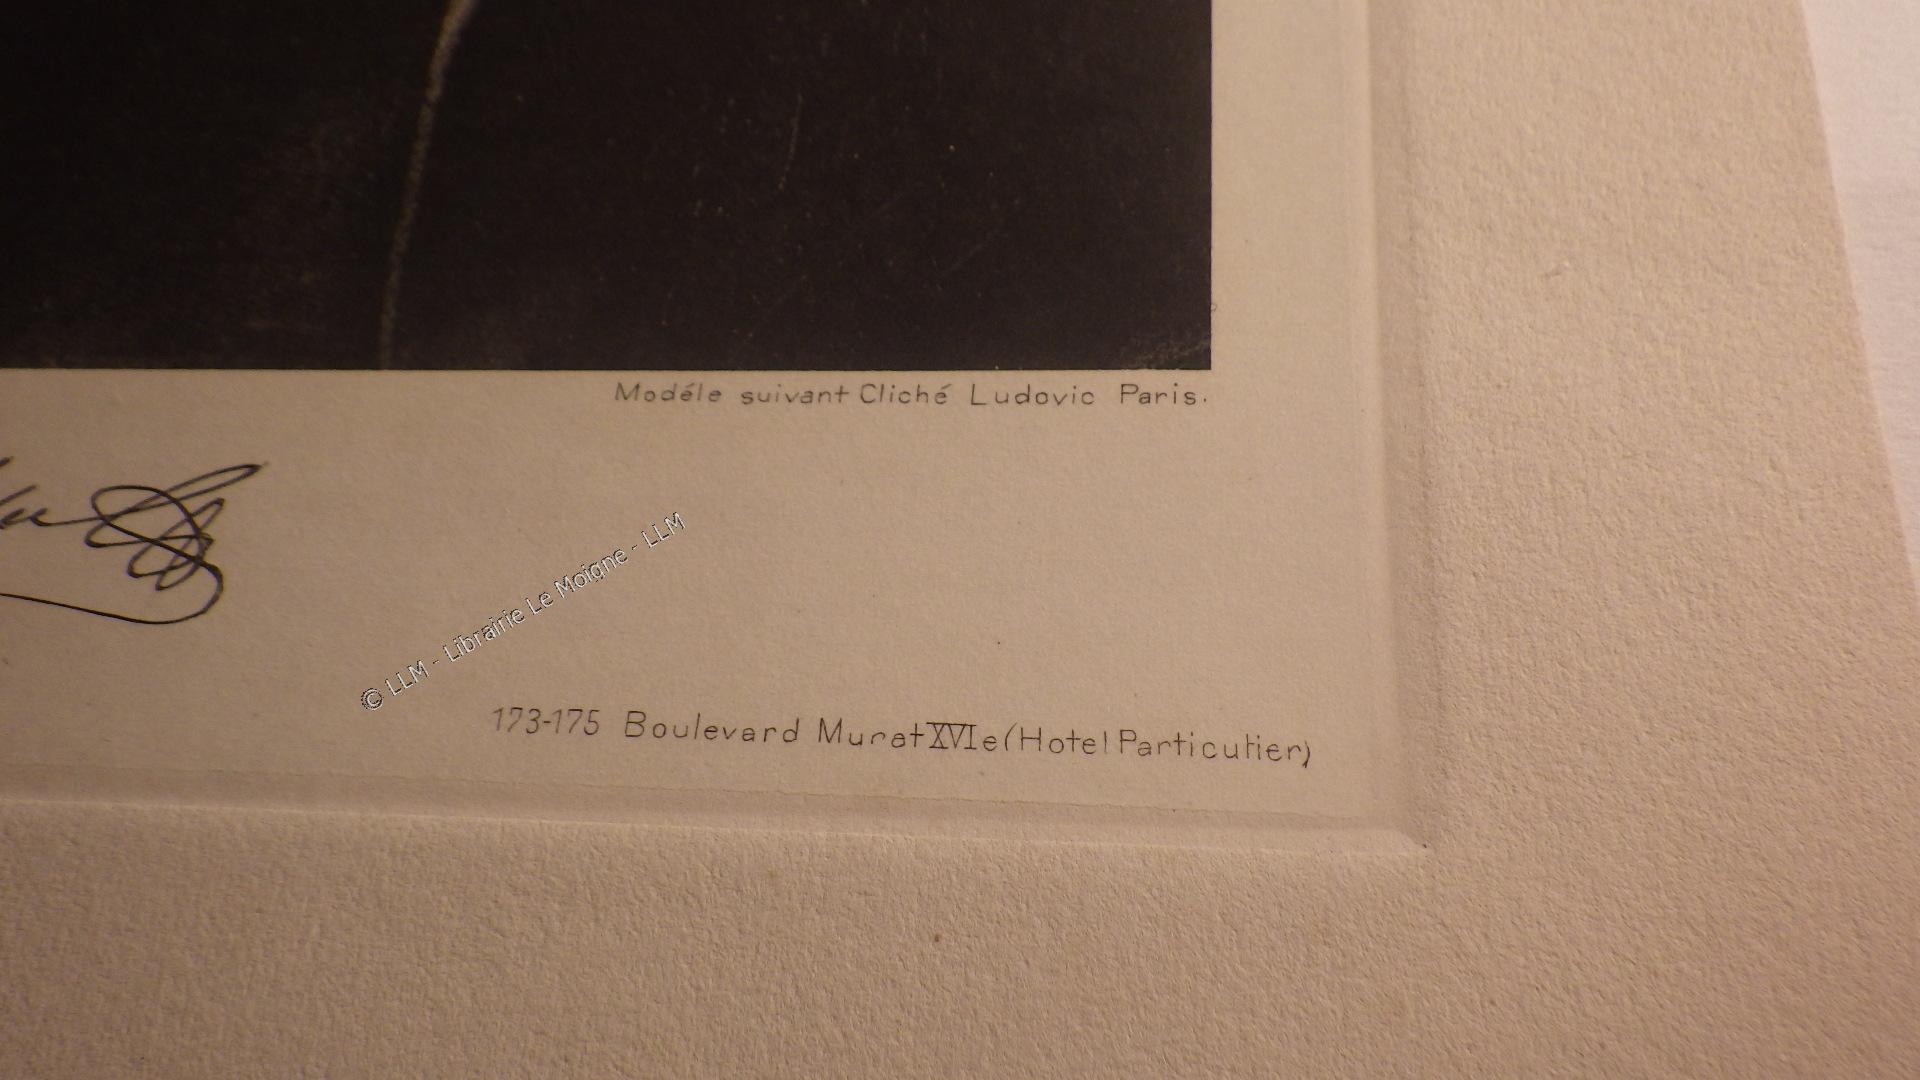 Modéle suivant Cliché Ludovic Paris.
© LLM - Librairie Le Moigne - LLM
173-175 Boulevard Murat XVIe (Hotel Particulier)